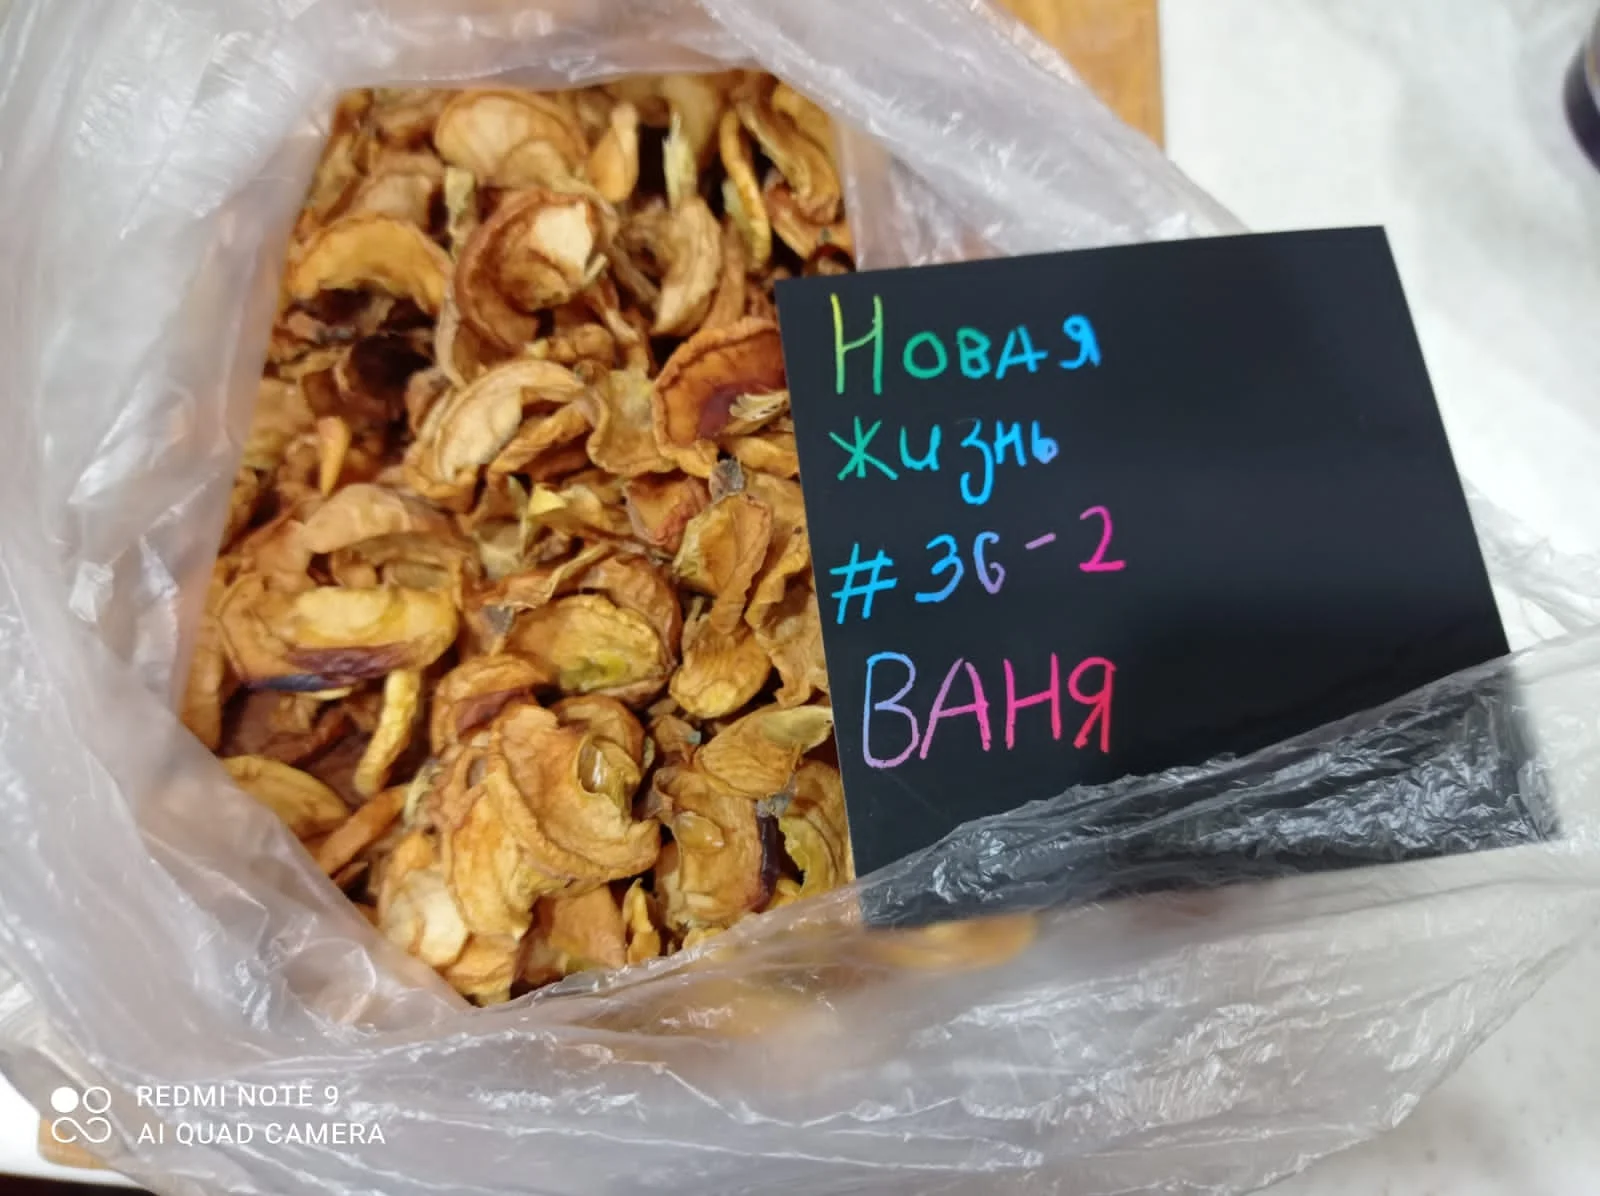 Новая
жизнь
#36-2
ВАНЯ
REDMI NOTE 9
AI QUAD CAMERA